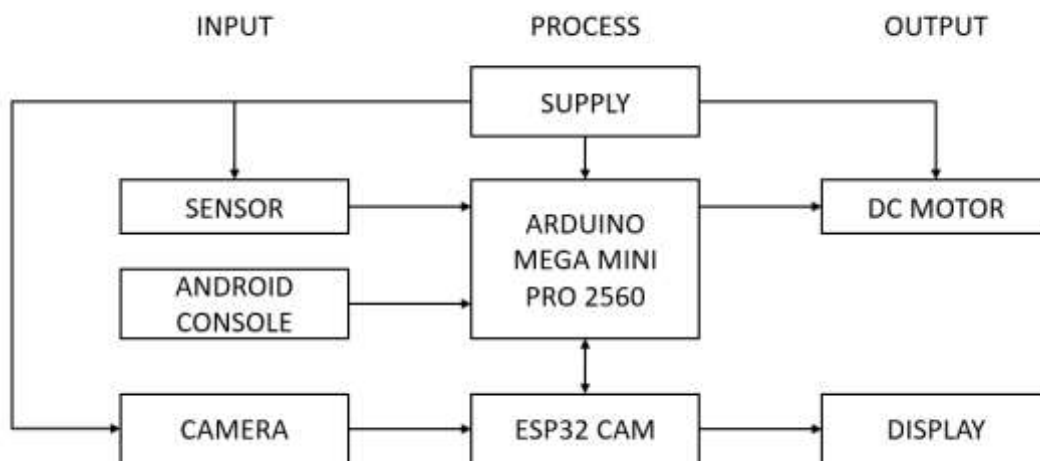 INPUT
PROCESS
OUTPUT
SUPPLY
SENSOR
ARDUINO
MEGA MINI
PRO 2560
DC MOTOR
ANDROID
CONSOLE
CAMERA
ESP32 CAM
DISPLAY